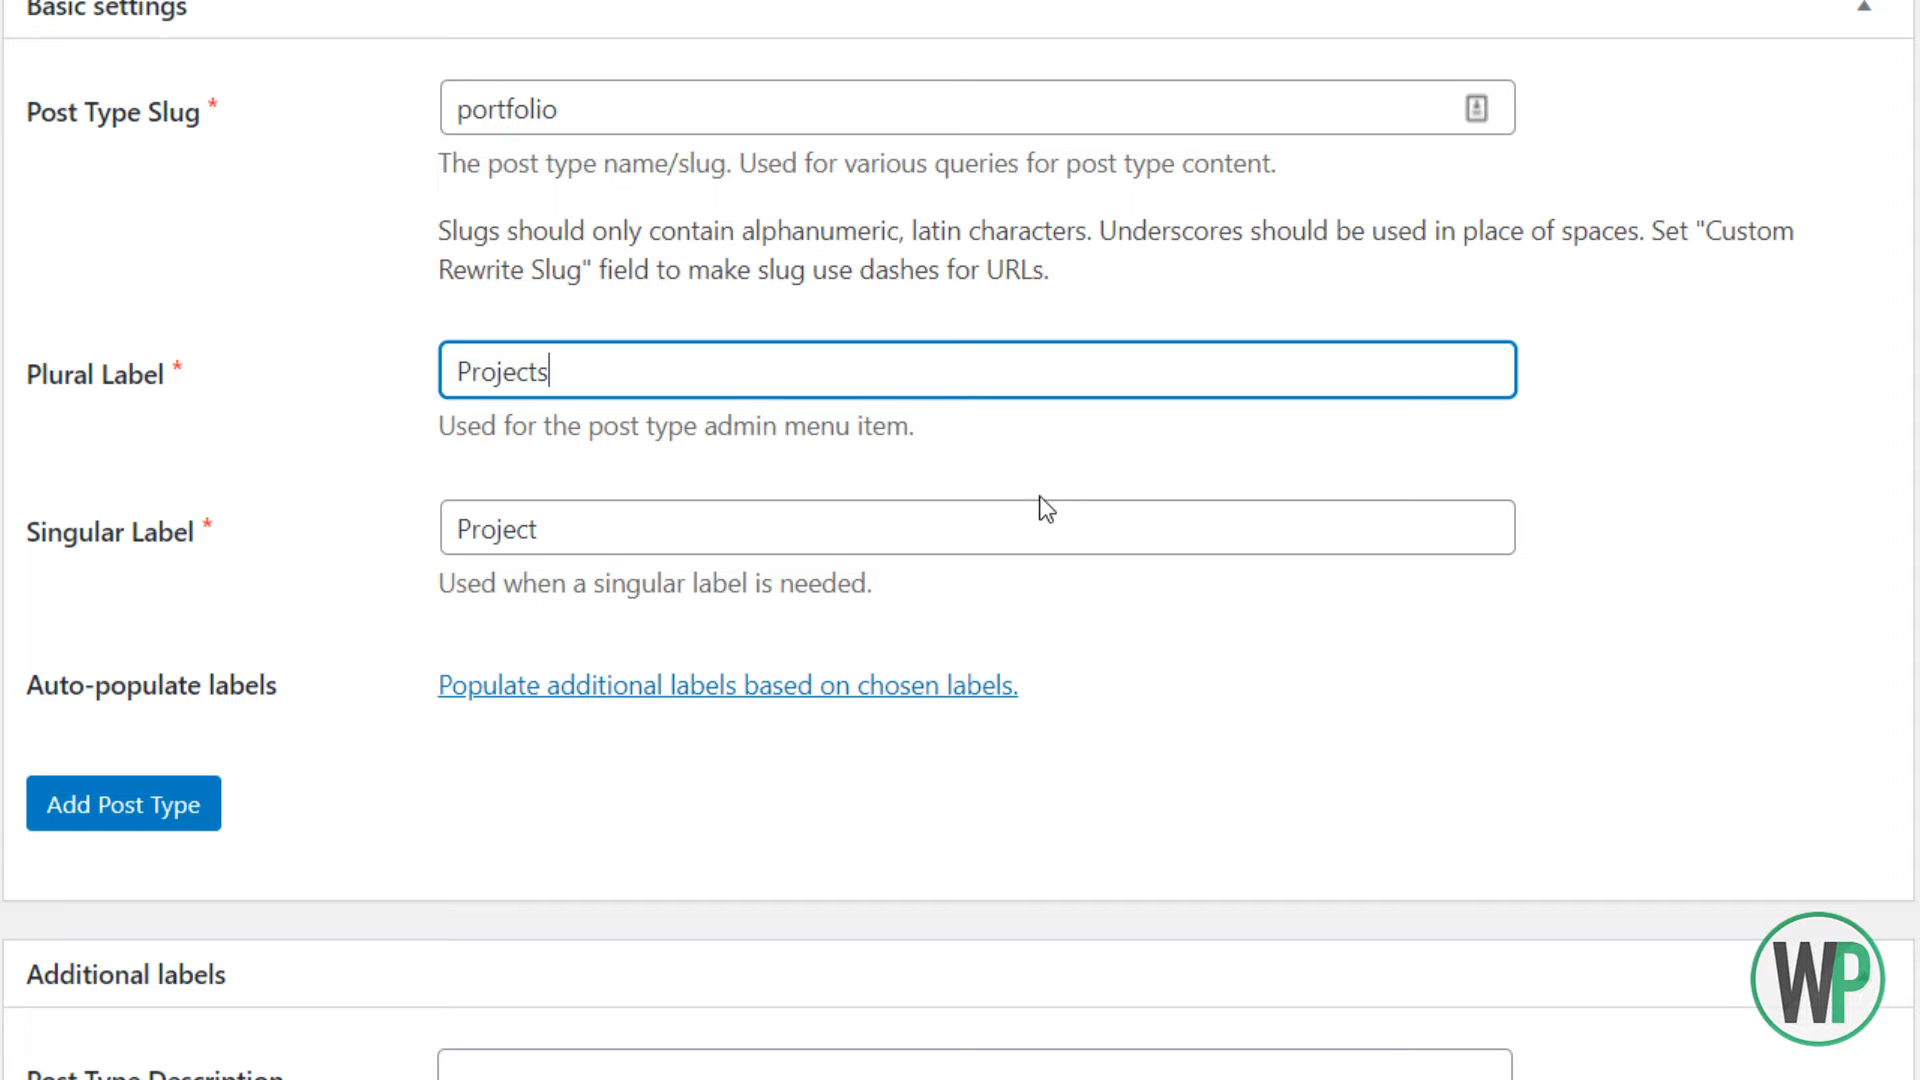 Basic settings
Post Type Slug *
portfolio
The post type name/slug. Used for various queries for post type content.
Slugs should only contain alphanumeric, latin characters. Underscores should be used in place of spaces. Set "Custom
Rewrite Slug" field to make slug use dashes for URLs.
Plural Label *
Projects
Used for the post type admin menu item.
Singular Label *
Project
Used when a singular label is needed.
Auto-populate labels
Populate additional labels based on chosen labels.
Add Post Type
Additional labels
WP
Post Type Description